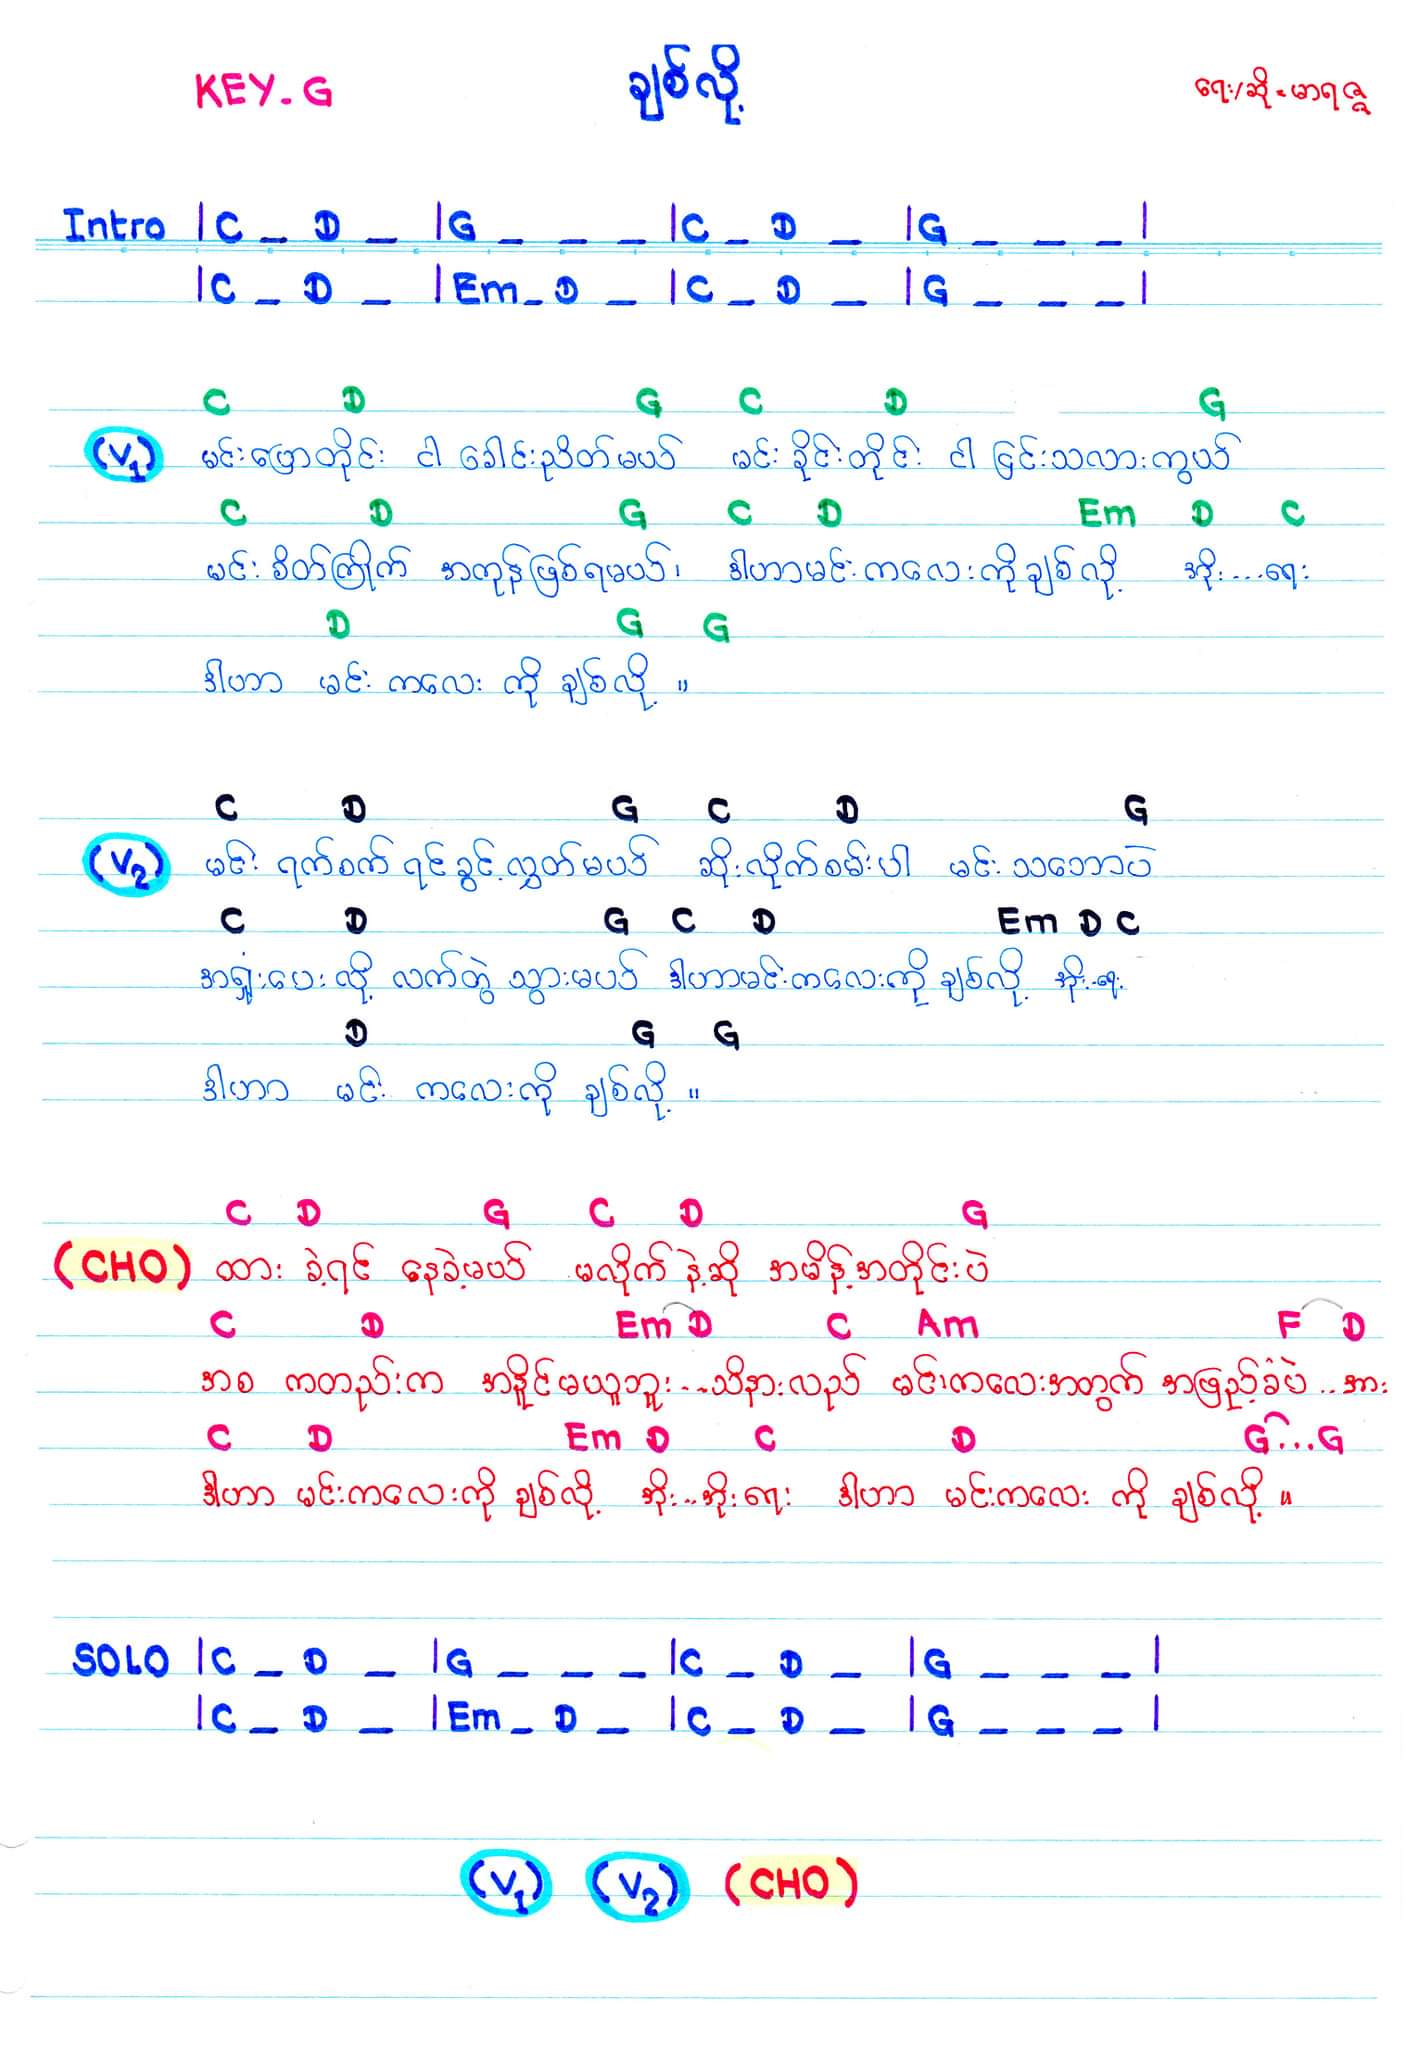 KEY. G ချစ်လို့ ရေး/ဆို - မာရဇ္ဇ
Intro |C _ D _ |G _ _ _ |C _ D _ |G _ _ _|
|C _ D _ |Em _ D _ |C _ D _ |G _ _ _|
C D G C D G
(V1) မင်းပြောတိုင်း ငါ ခေါင်းညိတ်မယ် မင်း ခိုင်းတိုင်း ငါ ငြင်းသလားကွယ်
C D G C D Em D C
မင်း စိတ်ကြိုက် အကုန်ဖြစ်ရမယ်၊ ဒါဟာမင်းကလေးကိုချစ်လို့ အိုး....ရေး
D G G
ဒါဟာ မင်း ကလေး ကို ချစ်လို့ ။
C D G C D G
(V2) မင်း ရက်စက်ရင်ခွင့်လွှတ်မယ် ဆိုးလိုက်စမ်းပါ မင်း သဘောပဲ
C D G C D Em D C
အရှုံးပေးလို့ လက်တွဲ သွားမယ် ဒါဟာမင်းကလေးကိုချစ်လို့ အိုး..ရေး
D G G
ဒါဟာ မင်း ကလေးကို ချစ်လို့ ။
C D G C D G
(CHO) ထား ခဲ့ရင် နေခဲ့မယ် မလိုက်နဲ့ဆို အမိန့်အတိုင်းပဲ
C D Em D C Am F D
အစ ကတည်းက အနိုင်မယူဘူး...သိနားလည် မင်းကလေးအတွက် အဖြည့်ခံပဲ ..အား
C D Em D C D G...G
ဒါဟာ မင်းကလေးကို ချစ်လို့ အိုး..အိုးရေး ဒါဟာ မင်းကလေး ကို ချစ်လို့ ။
SOLO |C _ D _ |G _ _ _ |C _ D _ |G _ _ _ |
|C _ D _ |Em _ D _ |C _ D _ |G _ _ _ |
(V1) (V2) (CHO)